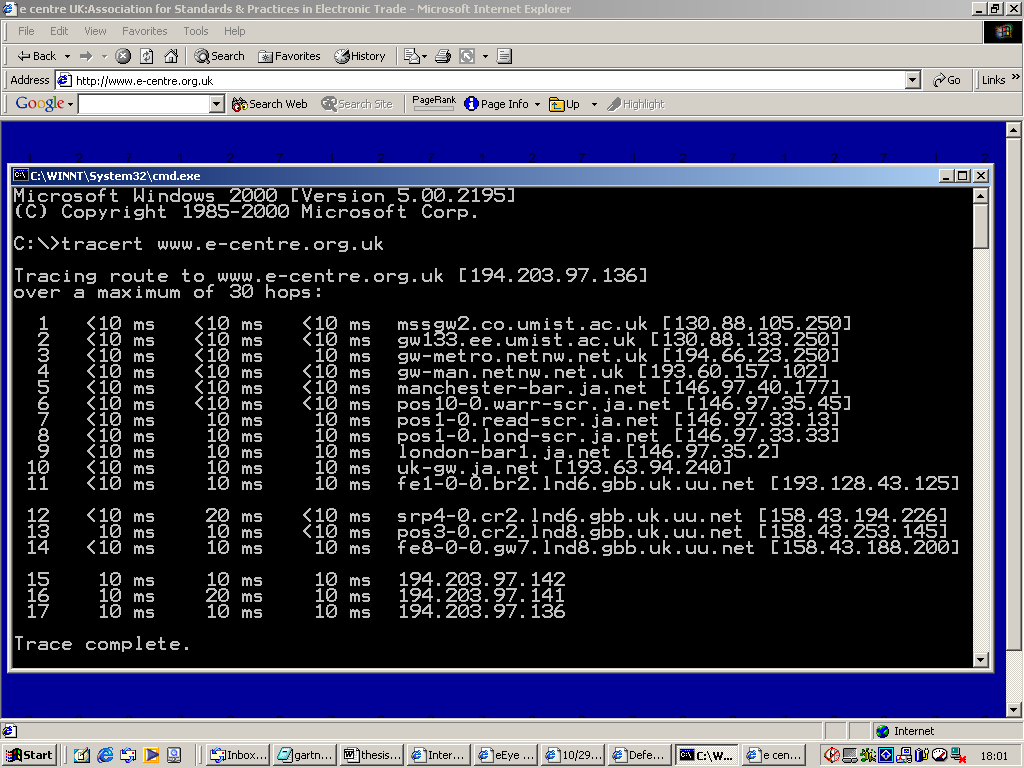 e centre UK:Association for Standards & Practices in Electronic Trade - Microsoft Internet Explorer
File Edit View Favorites Tools Help
Back Search Favorites History
Address http://www.e-centre.org.uk Go Links »
Google Search Web Search Site PageRank Page Info Up Highlight
C:\WINNT\System32\cmd.exe
Microsoft Windows 2000 [Version 5.00.2195]
(C) Copyright 1985-2000 Microsoft Corp.
C:\>tracert www.e-centre.org.uk
Tracing route to www.e-centre.org.uk [194.203.97.136]
over a maximum of 30 hops:
1 <10 ms <10 ms <10 ms mssgw2.co.umist.ac.uk [130.88.105.250]
2 <10 ms <10 ms <10 ms gw133.ee.umist.ac.uk [130.88.133.250]
3 <10 ms <10 ms <10 ms gw-metro.netnw.net.uk [194.66.23.250]
4 <10 ms <10 ms <10 ms gw-man.netnw.net.uk [193.60.157.102]
5 <10 ms <10 ms <10 ms manchester-bar.ja.net [146.97.40.177]
6 <10 ms <10 ms <10 ms pos10-0.warr-scr.ja.net [146.97.35.45]
7 <10 ms 10 ms 10 ms pos1-0.read-scr.ja.net [146.97.33.13]
8 <10 ms 10 ms 10 ms pos1-0.lond-scr.ja.net [146.97.33.33]
9 <10 ms 10 ms 10 ms london-bar1.ja.net [146.97.35.2]
10 <10 ms 10 ms 10 ms uk-gw.ja.net [193.63.94.240]
11 <10 ms 10 ms 10 ms fe1-0-0.br2.lnd6.gbb.uk.uu.net [193.128.43.125]
12 <10 ms 20 ms <10 ms srp4-0.cr2.lnd6.gbb.uk.uu.net [158.43.194.226]
13 <10 ms 10 ms <10 ms pos3-0.cr2.lnd8.gbb.uk.uu.net [158.43.253.145]
14 <10 ms 10 ms 10 ms fe8-0-0.gw7.lnd8.gbb.uk.uu.net [158.43.188.200]
15 10 ms 10 ms 10 ms 194.203.97.142
16 10 ms 20 ms 10 ms 194.203.97.141
17 10 ms 10 ms 10 ms 194.203.97.136
Trace complete.
Internet
Start Inbox... gartn... thesis... Inter... eEye ... 10/29... Defe... C:\W... e cen... 18:01